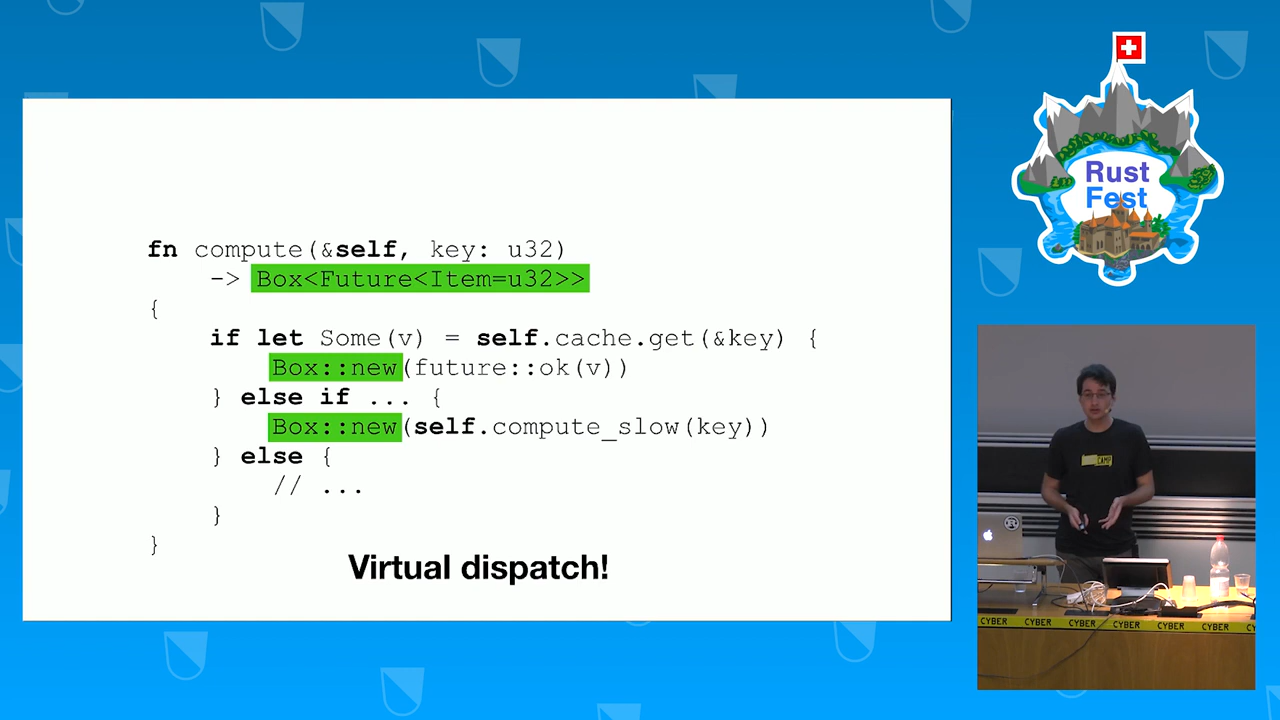 Rust
Fest
fn compute(&self, key: u32)
-> Box<Future<Item=u32>>
{
if let Some(v) = self.cache.get(&key) {
Box::new(future::ok(v))
} else if ... {
Box::new(self.compute_slow(key))
} else {
// ...
}
}
Virtual dispatch!
CAMP
CYBER CYBER CYBER CYBER CYBER CYBER